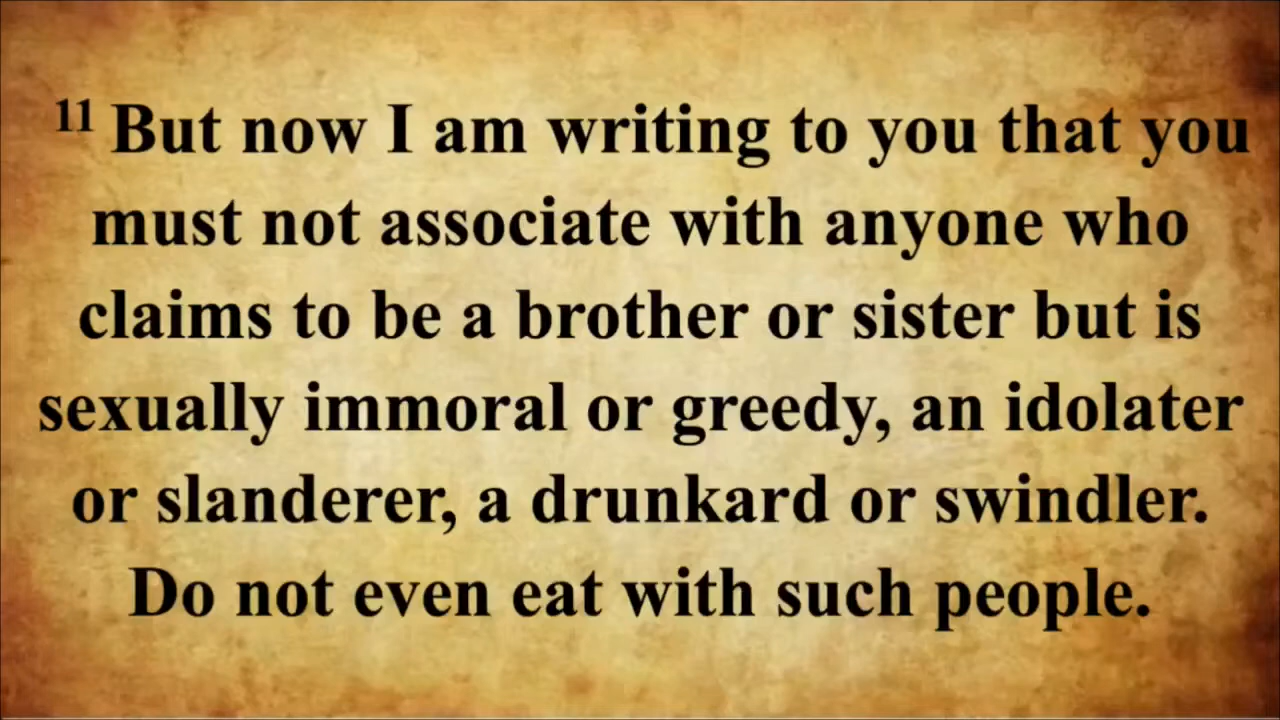 11 But now I am writing to you that you
must not associate with anyone who
claims to be a brother or sister but is
sexually immoral or greedy, an idolater
or slanderer, a drunkard or swindler.
Do not even eat with such people.